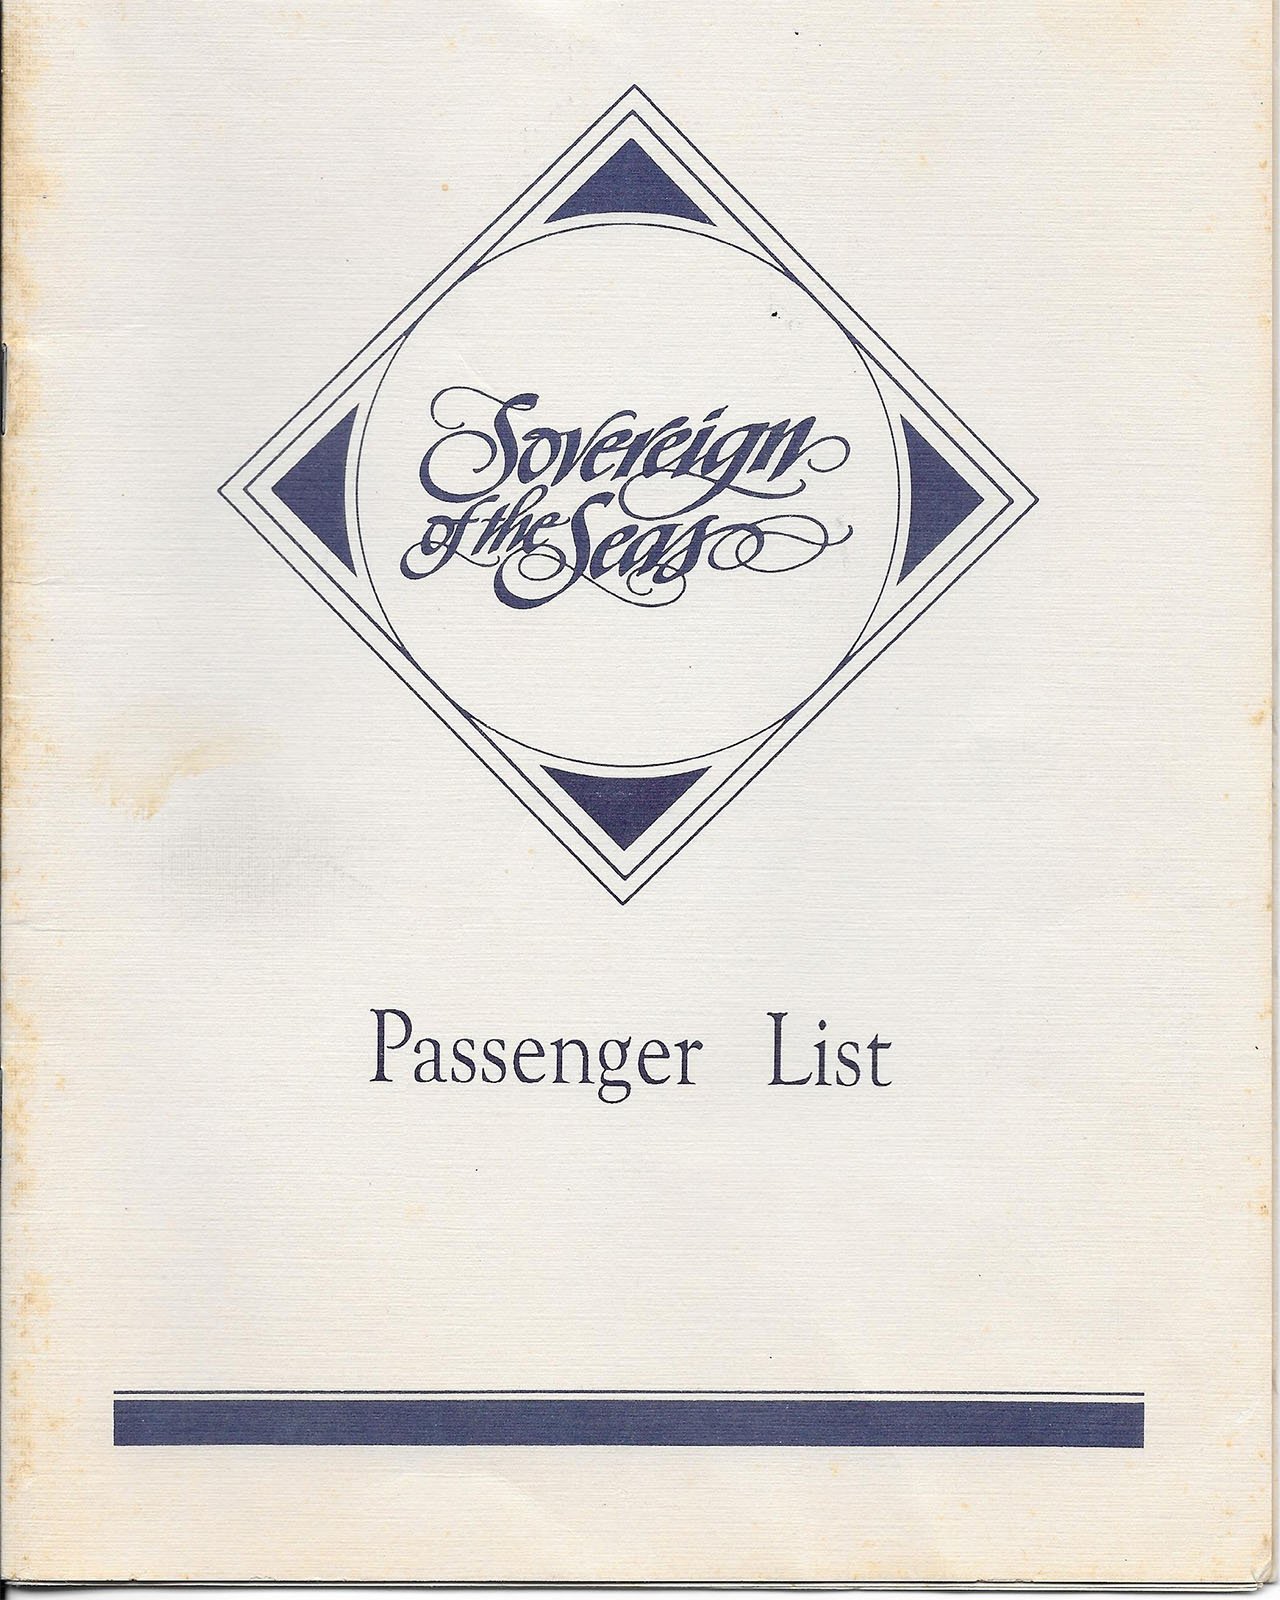 Sovereign
of the Seas
Passenger List